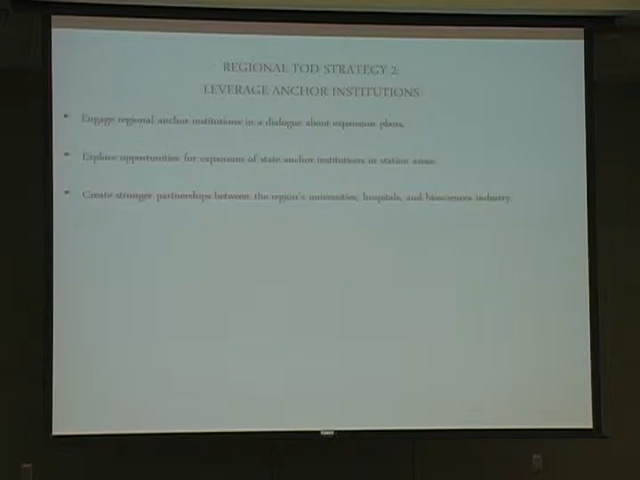 REGIONAL TOD STRATEGY 2:
LEVERAGE ANCHOR INSTITUTIONS
• Engage regional anchor institutions in a dialogue about expansion plans.
• Explore opportunities for expansion of state anchor institutions in station areas.
• Create stronger partnerships between the region's universities, hospitals, and biosciences industry.